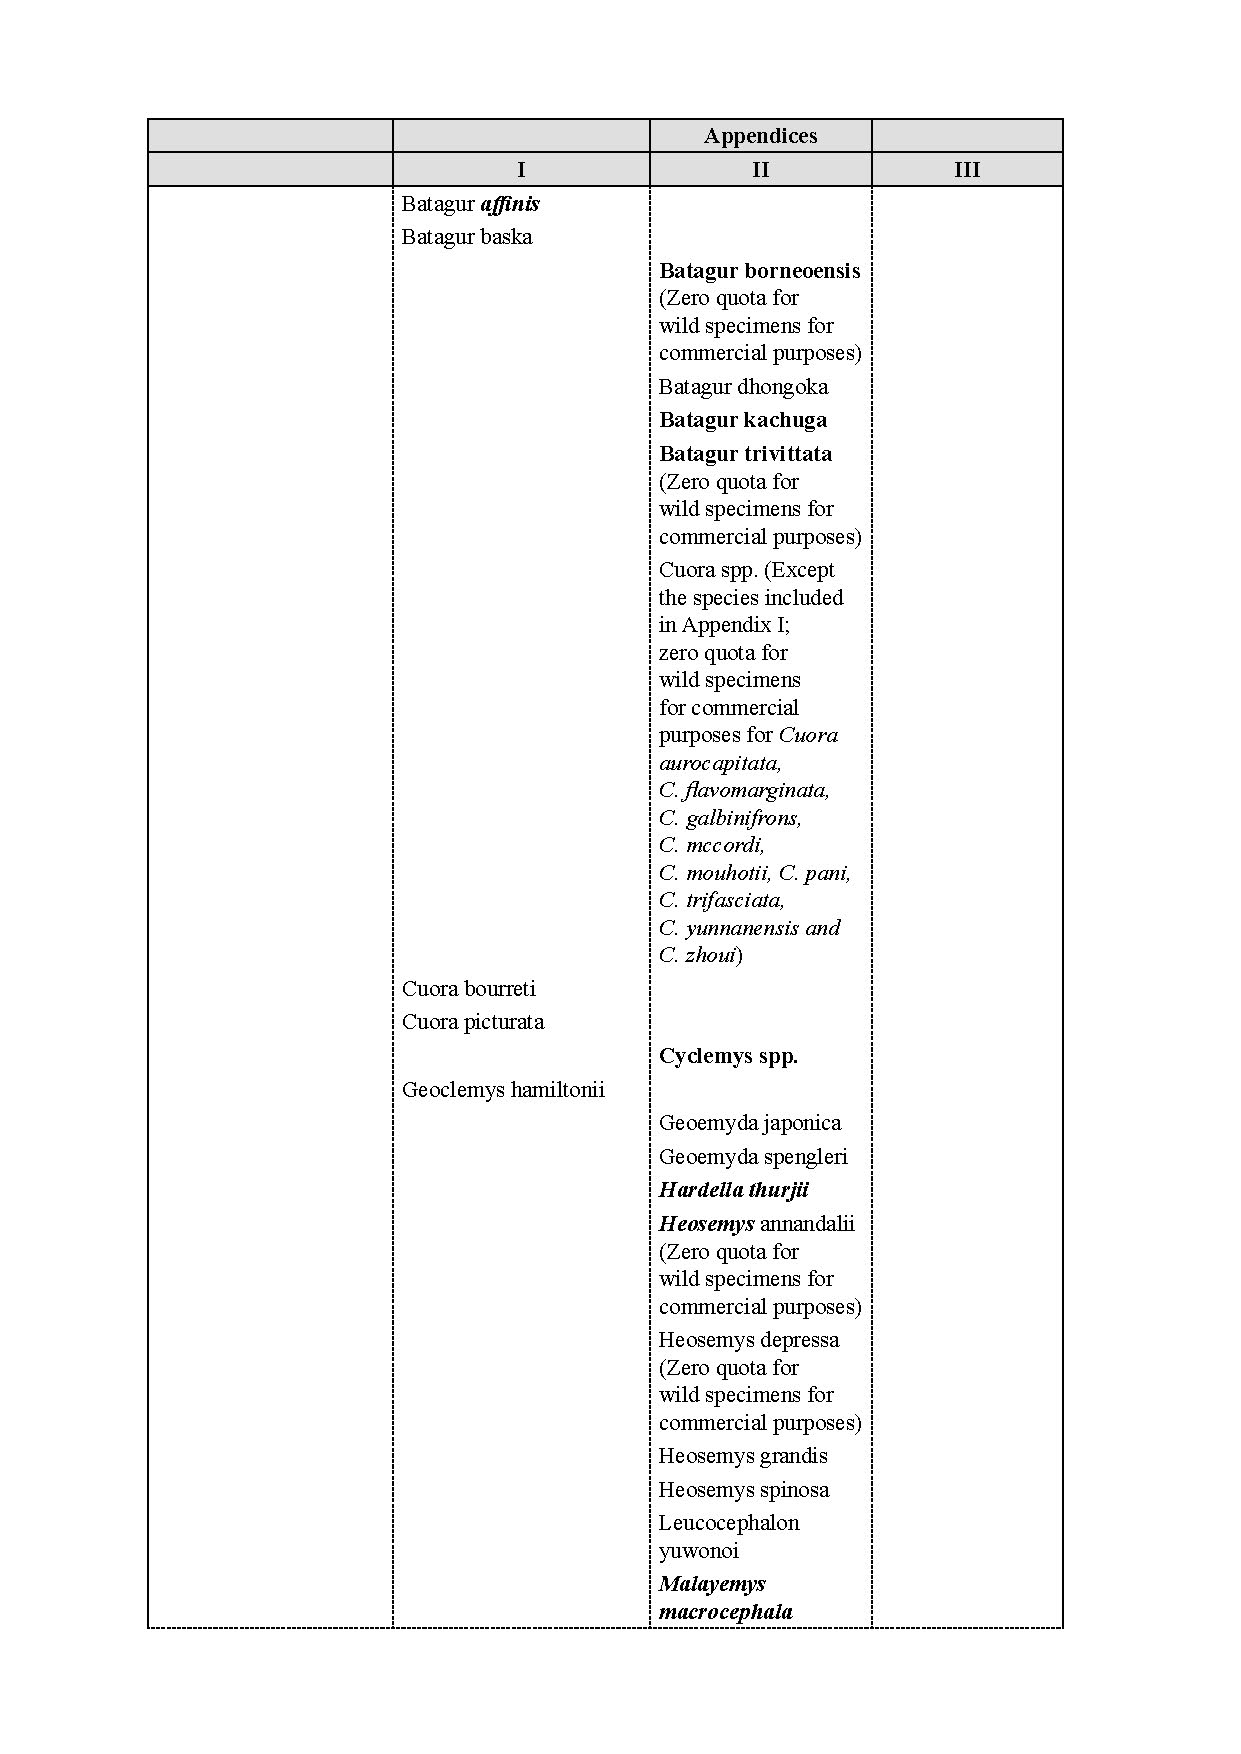 Appendices
I II III
Batagur affinis
Batagur baska
Batagur borneoensis
(Zero quota for
wild specimens for
commercial purposes)
Batagur dhongoka
Batagur kachuga
Batagur trivittata
(Zero quota for
wild specimens for
commercial purposes)
Cuora spp. (Except
the species included
in Appendix I;
zero quota for
wild specimens
for commercial
purposes for Cuora
aurocapitata,
C. flavomarginata,
C. galbinifrons,
C. mccordi,
C. mouhotii, C. pani,
C. trifasciata,
C. yunnanensis and
C. zhoui)
Cuora bourreti
Cuora picturata
Cyclemys spp.
Geoclemys hamiltonii
Geoemyda japonica
Geoemyda spengleri
Hardella thurjii
Heosemys annandalii
(Zero quota for
wild specimens for
commercial purposes)
Heosemys depressa
(Zero quota for
wild specimens for
commercial purposes)
Heosemys grandis
Heosemys spinosa
Leucocephalon
yuwonoi
Malayemys
macrocephala